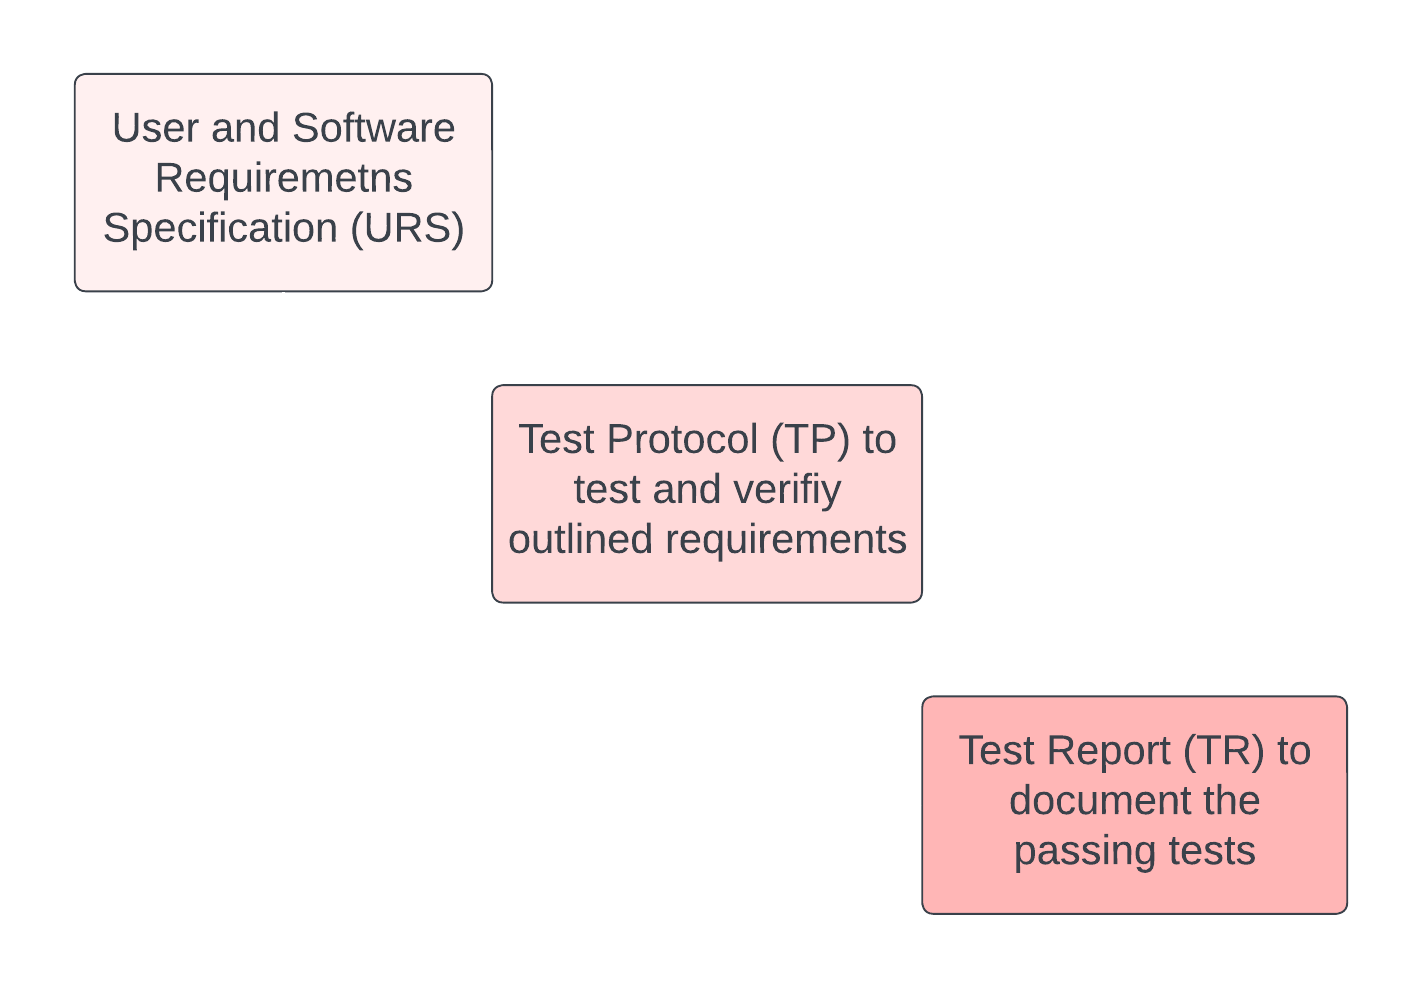 User and Software
Requiremetns
Specification (URS)
Test Protocol (TP) to
test and verifiy
outlined requirements
Test Report (TR) to
document the
passing tests